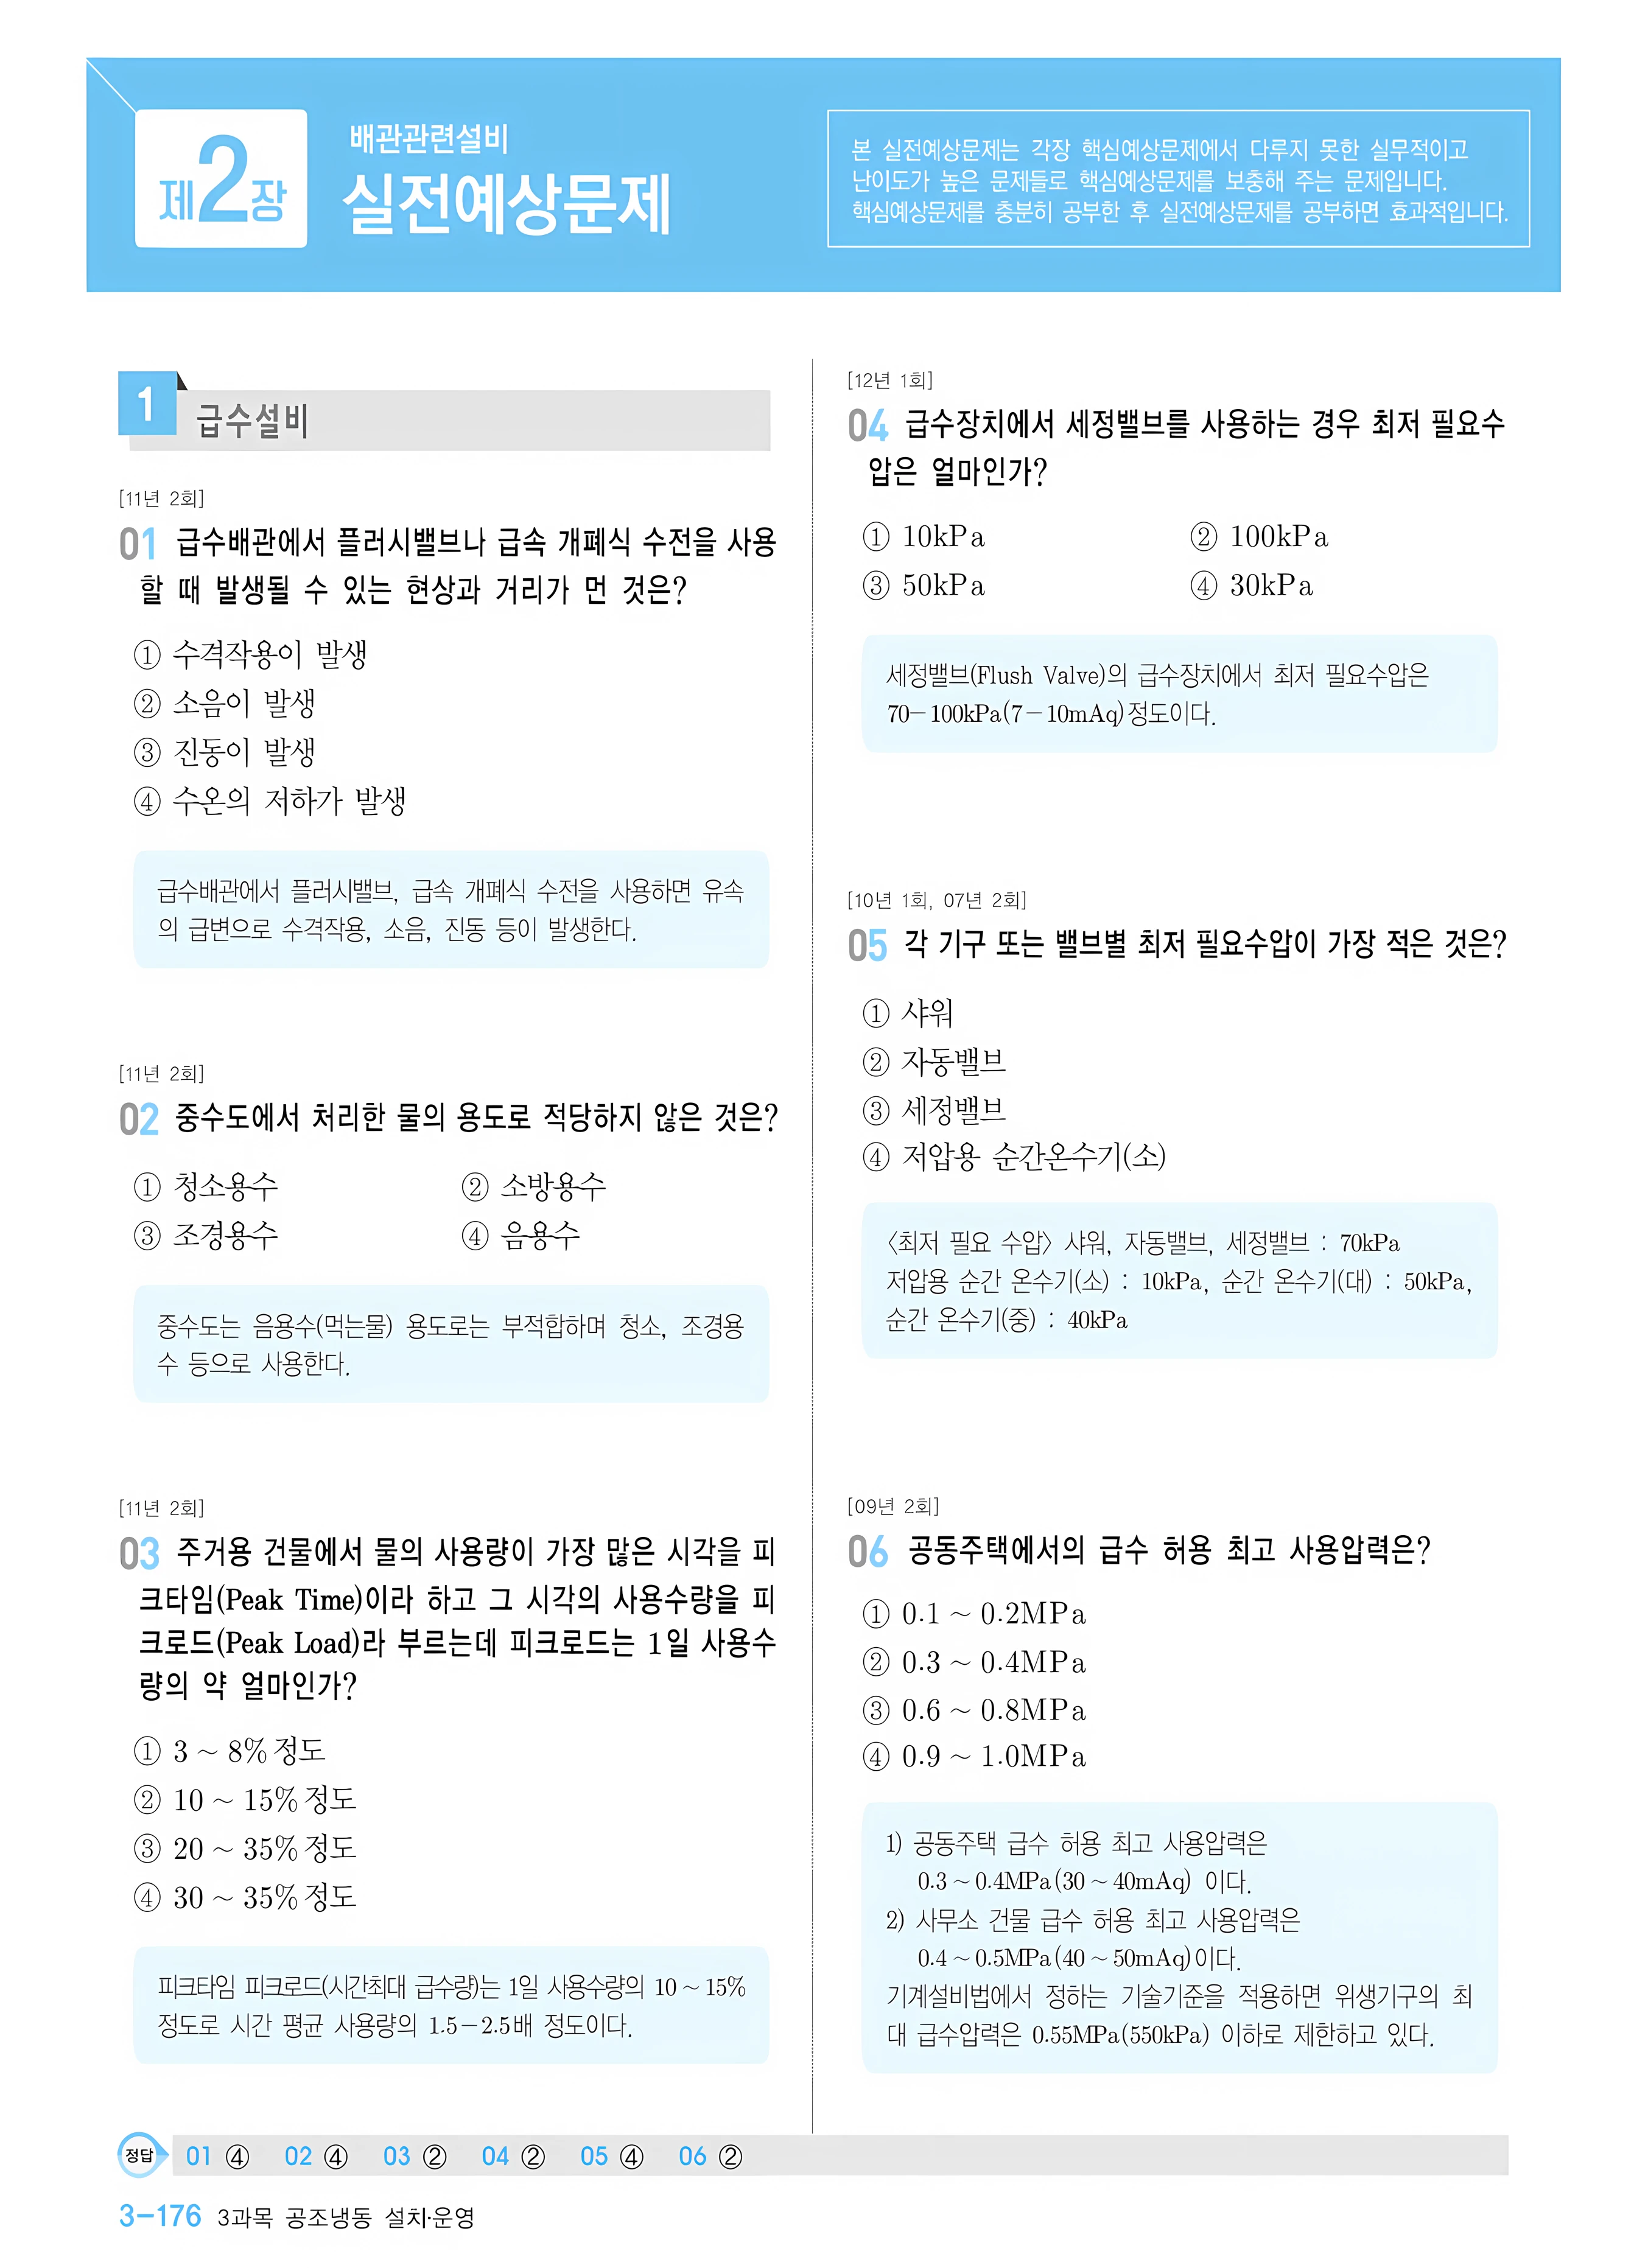 제2장
배관관련설비
실전예상문제
본 실전예상문제는 각장 핵심예상문제에서 다루지 못한 실무적이고
난이도가 높은 문제들로 핵심예상문제를 보충해 주는 문제입니다.
핵심예상문제를 충분히 공부한 후 실전예상문제를 공부하면 효과적입니다.
1 급수설비
[11년 2회]
01 급수배관에서 플러시밸브나 급속 개폐식 수전을 사용
할 때 발생될 수 있는 현상과 거리가 먼 것은?
① 수격작용이 발생
② 소음이 발생
③ 진동이 발생
④ 수온의 저하가 발생
급수배관에서 플러시밸브, 급속 개폐식 수전을 사용하면 유속
의 급변으로 수격작용, 소음, 진동 등이 발생한다.
[11년 2회]
02 중수도에서 처리한 물의 용도로 적당하지 않은 것은?
① 청소용수 ② 소방용수
③ 조경용수 ④ 음용수
중수도는 음용수(먹는물) 용도로는 부적합하며 청소, 조경용
수 등으로 사용한다.
[11년 2회]
03 주거용 건물에서 물의 사용량이 가장 많은 시각을 피
크타임(Peak Time)이라 하고 그 시각의 사용수량을 피
크로드(Peak Load)라 부르는데 피크로드는 1일 사용수
량의 약 얼마인가?
① 3 ~ 8% 정도
② 10 ~ 15% 정도
③ 20 ~ 35% 정도
④ 30 ~ 35% 정도
피크타임 피크로드(시간최대 급수량)는 1일 사용수량의 10 ~ 15%
정도로 시간 평균 사용량의 1.5－2.5배 정도이다.
[12년 1회]
04 급수장치에서 세정밸브를 사용하는 경우 최저 필요수
압은 얼마인가?
① 10kPa ② 100kPa
③ 50kPa ④ 30kPa
세정밸브(Flush Valve)의 급수장치에서 최저 필요수압은
70－100kPa(7－10mAq)정도이다.
[10년 1회, 07년 2회]
05 각 기구 또는 밸브별 최저 필요수압이 가장 적은 것은?
① 샤워
② 자동밸브
③ 세정밸브
④ 저압용 순간온수기(소)
〈최저 필요 수압〉 샤워, 자동밸브, 세정밸브 : 70kPa
저압용 순간 온수기(소) : 10kPa, 순간 온수기(대) : 50kPa,
순간 온수기(중) : 40kPa
[09년 2회]
06 공동주택에서의 급수 허용 최고 사용압력은?
① 0.1 ~ 0.2MPa
② 0.3 ~ 0.4MPa
③ 0.6 ~ 0.8MPa
④ 0.9 ~ 1.0MPa
1) 공동주택 급수 허용 최고 사용압력은
0.3 ~ 0.4MPa(30 ~ 40mAq) 이다.
2) 사무소 건물 급수 허용 최고 사용압력은
0.4 ~ 0.5MPa(40 ~ 50mAq)이다.
기계설비법에서 정하는 기술기준을 적용하면 위생기구의 최
대 급수압력은 0.55MPa(550kPa) 이하로 제한하고 있다.
정답 01 ④ 02 ④ 03 ② 04 ② 05 ④ 06 ②
3-176 3과목 공조냉동 설치·운영